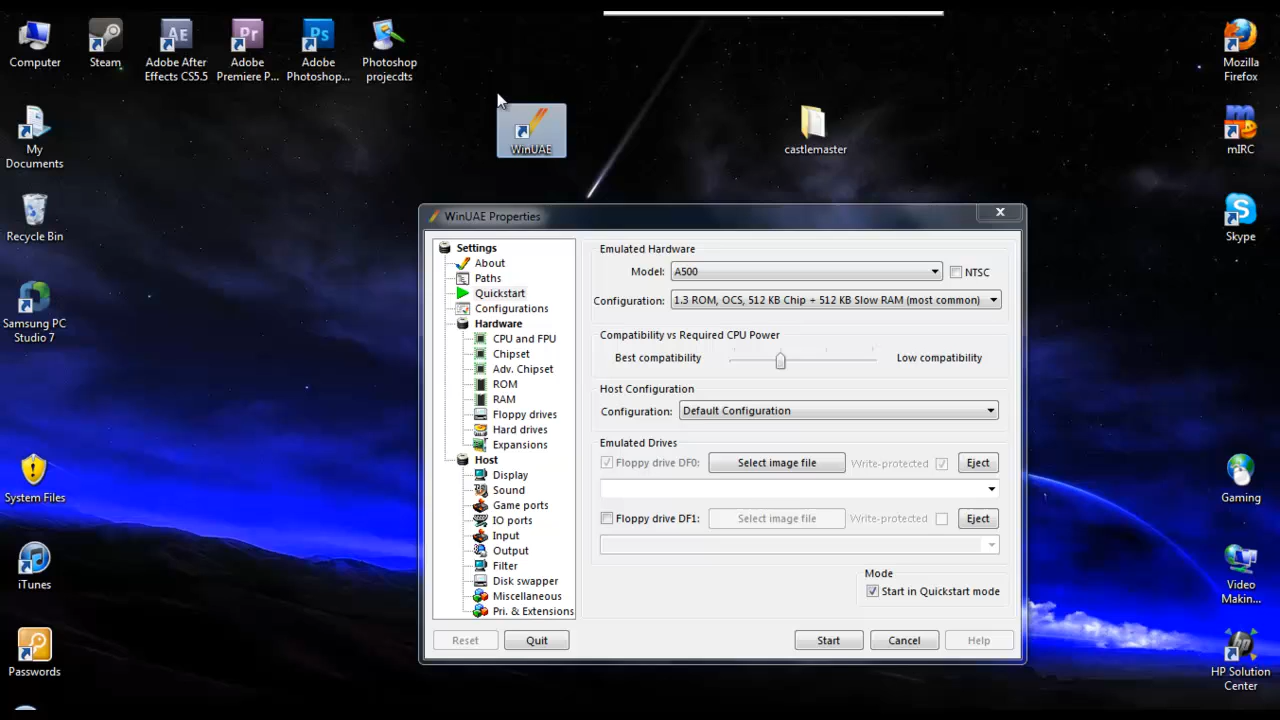 Computer
Steam
Adobe After
Effects CS5.5
Adobe
Premiere P...
Adobe
Photoshop...
Photoshop
projecdts
Mozilla
Firefox
My
Documents
WinUAE
castlemaster
mIRC
Recycle Bin
Skype
Samsung PC
Studio 7
System Files
Gaming
iTunes
Video
Makin...
Passwords
HP Solution
Center
WinUAE Properties
Settings
About
Paths
Quickstart
Configurations
Hardware
CPU and FPU
Chipset
Adv. Chipset
ROM
RAM
Floppy drives
Hard drives
Expansions
Host
Display
Sound
Game ports
IO ports
Input
Output
Filter
Disk swapper
Miscellaneous
Pri. & Extensions
Emulated Hardware
Model: A500 NTSC
Configuration: 1.3 ROM, OCS, 512 KB Chip + 512 KB Slow RAM (most common)
Compatibility vs Required CPU Power
Best compatibility Low compatibility
Host Configuration
Configuration: Default Configuration
Emulated Drives
Floppy drive DF0: Select image file Write-protected Eject
Floppy drive DF1: Select image file Write-protected Eject
Mode
Start in Quickstart mode
Reset Quit Start Cancel Help